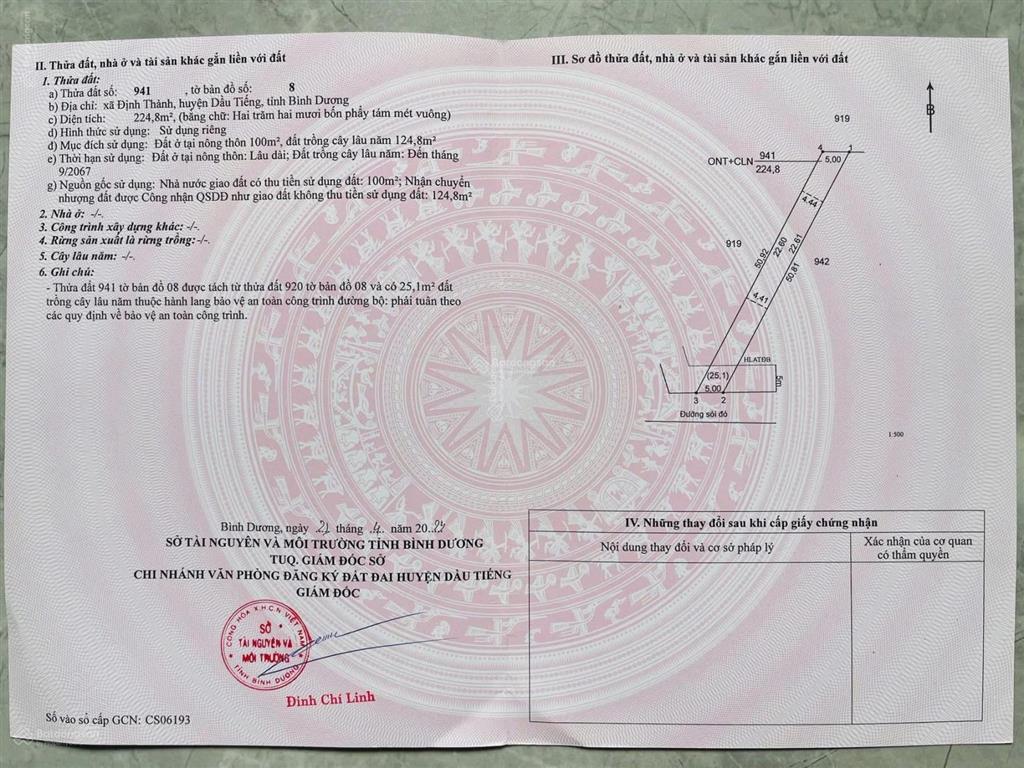 II. Thửa đất, nhà ở và tài sản khác gắn liền với đất
1. Thửa đất:
a) Thửa đất số: 941 , tờ bản đồ số: 8
b) Địa chỉ: xã Định Thành, huyện Dầu Tiếng, tỉnh Bình Dương
c) Diện tích: 224,8m², (bằng chữ: Hai trăm hai mươi bốn phẩy tám mét vuông)
d) Hình thức sử dụng: Sử dụng riêng
đ) Mục đích sử dụng: Đất ở tại nông thôn 100m², đất trồng cây lâu năm 124,8m²
e) Thời hạn sử dụng: Đất ở tại nông thôn: Lâu dài; Đất trồng cây lâu năm: Đến tháng
9/2067
g) Nguồn gốc sử dụng: Nhà nước giao đất có thu tiền sử dụng đất: 100m²; Nhận chuyển
nhượng đất được Công nhận QSDĐ như giao đất không thu tiền sử dụng đất: 124,8m²
2. Nhà ở: -/-.
3. Công trình xây dựng khác: -/-.
4. Rừng sản xuất là rừng trồng:-/-.
5. Cây lâu năm: -/-.
6. Ghi chú:
- Thửa đất 941 tờ bản đồ 08 được tách từ thửa đất 920 tờ bản đồ 08 và có 25,1m² đất
trồng cây lâu năm thuộc hành lang bảo vệ an toàn công trình đường bộ: phải tuân theo
các quy định về bảo vệ an toàn công trình.
Bình Dương, ngày 21 tháng 4 năm 20
SỞ TÀI NGUYÊN VÀ MÔI TRƯỜNG TỈNH BÌNH DƯƠNG
TUQ. GIÁM ĐỐC SỞ
CHI NHÁNH VĂN PHÒNG ĐĂNG KÝ ĐẤT ĐAI HUYỆN DẦU TIẾNG
GIÁM ĐỐC
CỘNG HÒA X.H.C.N VIỆT NAM
SỞ
TÀI NGUYÊN VÀ
MÔI TRƯỜNG
TỈNH BÌNH DƯƠNG
Đinh Chí Linh
Số vào sổ cấp GCN: CS06193
Batdongsan
III. Sơ đồ thửa đất, nhà ở và tài sản khác gắn liền với đất
B
919
4
1
5,00
ONT+CLN 941
224,8
4.44
919
50,92
22.60
22.61
50,81
942
4.41
HLATĐB
(25,1)
5m
5,00
3
2
Đường sỏi đỏ
1:500
IV. Những thay đổi sau khi cấp giấy chứng nhận
Nội dung thay đổi và cơ sở pháp lý
Xác nhận của cơ quan
có thẩm quyền